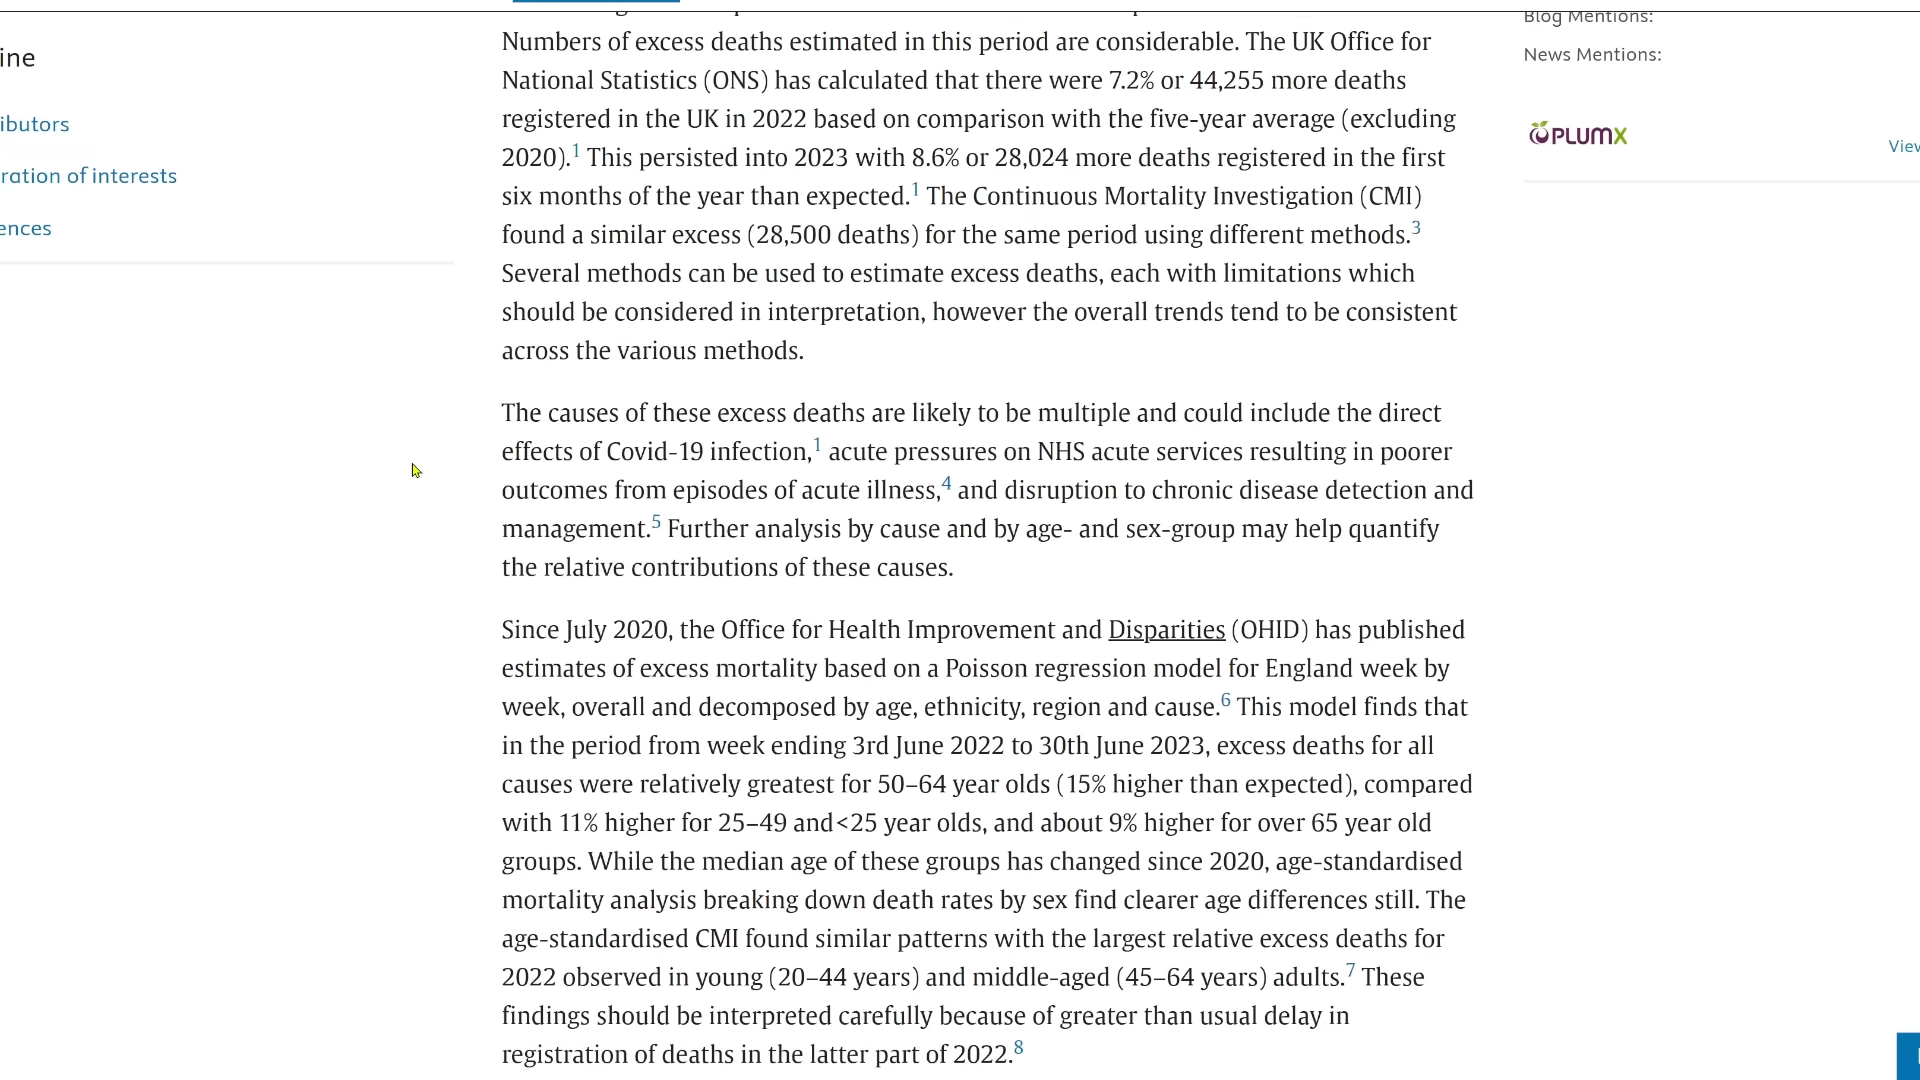 Blog Mentions:
News Mentions:
PLUMX
View
ine
ibutors
ration of interests
ences
Numbers of excess deaths estimated in this period are considerable. The UK Office for
National Statistics (ONS) has calculated that there were 7.2% or 44,255 more deaths
registered in the UK in 2022 based on comparison with the five-year average (excluding
2020).1 This persisted into 2023 with 8.6% or 28,024 more deaths registered in the first
six months of the year than expected.1 The Continuous Mortality Investigation (CMI)
found a similar excess (28,500 deaths) for the same period using different methods.3
Several methods can be used to estimate excess deaths, each with limitations which
should be considered in interpretation, however the overall trends tend to be consistent
across the various methods.
The causes of these excess deaths are likely to be multiple and could include the direct
effects of Covid-19 infection,1 acute pressures on NHS acute services resulting in poorer
outcomes from episodes of acute illness,4 and disruption to chronic disease detection and
management.5 Further analysis by cause and by age- and sex-group may help quantify
the relative contributions of these causes.
Since July 2020, the Office for Health Improvement and Disparities (OHID) has published
estimates of excess mortality based on a Poisson regression model for England week by
week, overall and decomposed by age, ethnicity, region and cause.6 This model finds that
in the period from week ending 3rd June 2022 to 30th June 2023, excess deaths for all
causes were relatively greatest for 50–64 year olds (15% higher than expected), compared
with 11% higher for 25–49 and<25 year olds, and about 9% higher for over 65 year old
groups. While the median age of these groups has changed since 2020, age-standardised
mortality analysis breaking down death rates by sex find clearer age differences still. The
age-standardised CMI found similar patterns with the largest relative excess deaths for
2022 observed in young (20–44 years) and middle-aged (45–64 years) adults.7 These
findings should be interpreted carefully because of greater than usual delay in
registration of deaths in the latter part of 2022.8